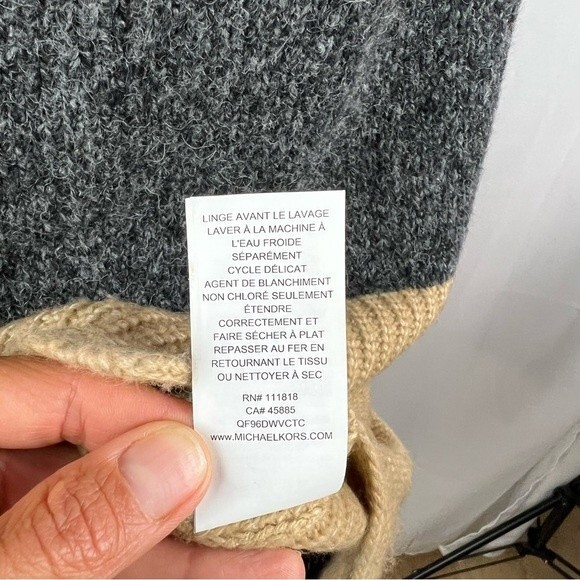 LINGE AVANT LE LAVAGE
LAVER À LA MACHINE À
L'EAU FROIDE
SÉPARÉMENT
CYCLE DÉLICAT
AGENT DE BLANCHIMENT
NON CHLORÉ SEULEMENT
ÉTENDRE
CORRECTEMENT ET
FAIRE SÉCHER À PLAT
REPASSER AU FER EN
RETOURNANT LE TISSU
OU NETTOYER À SEC
RN# 111818
CA# 45885
QF96DWVCTC
WWW.MICHAELKORS.COM